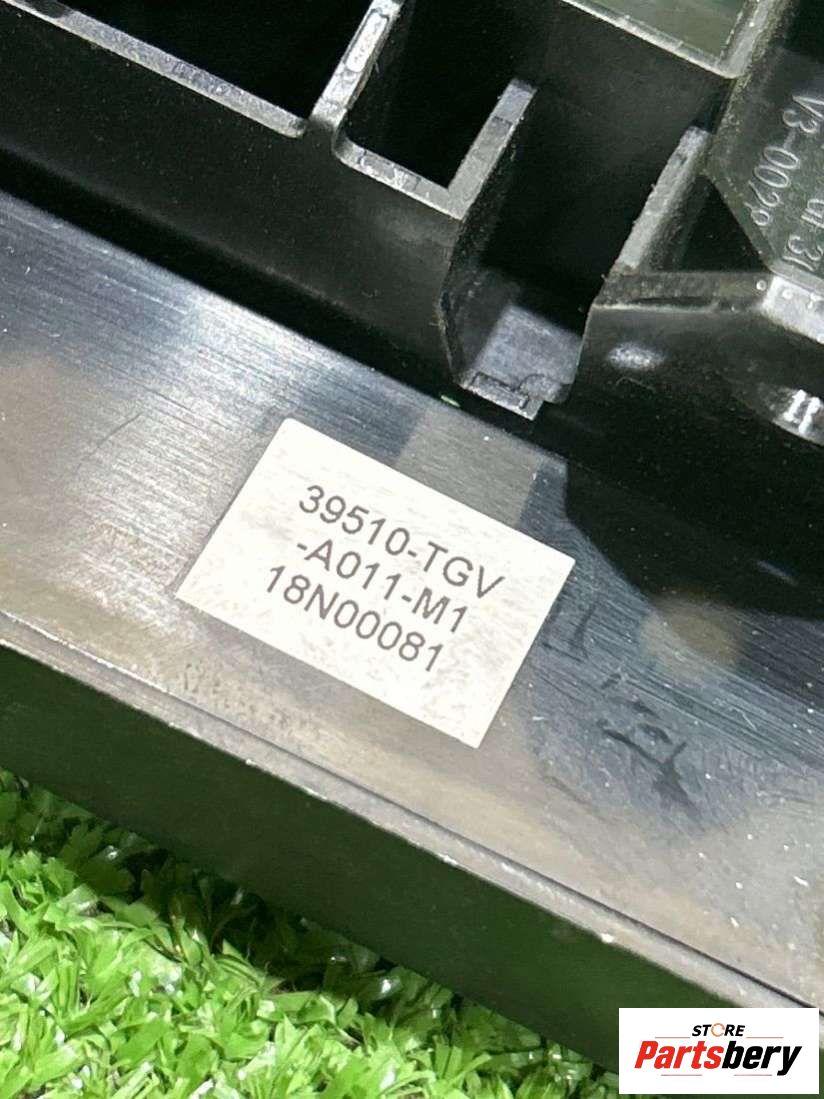 39510-TGV
-A011-M1
18N00081
STORE
Partsbery